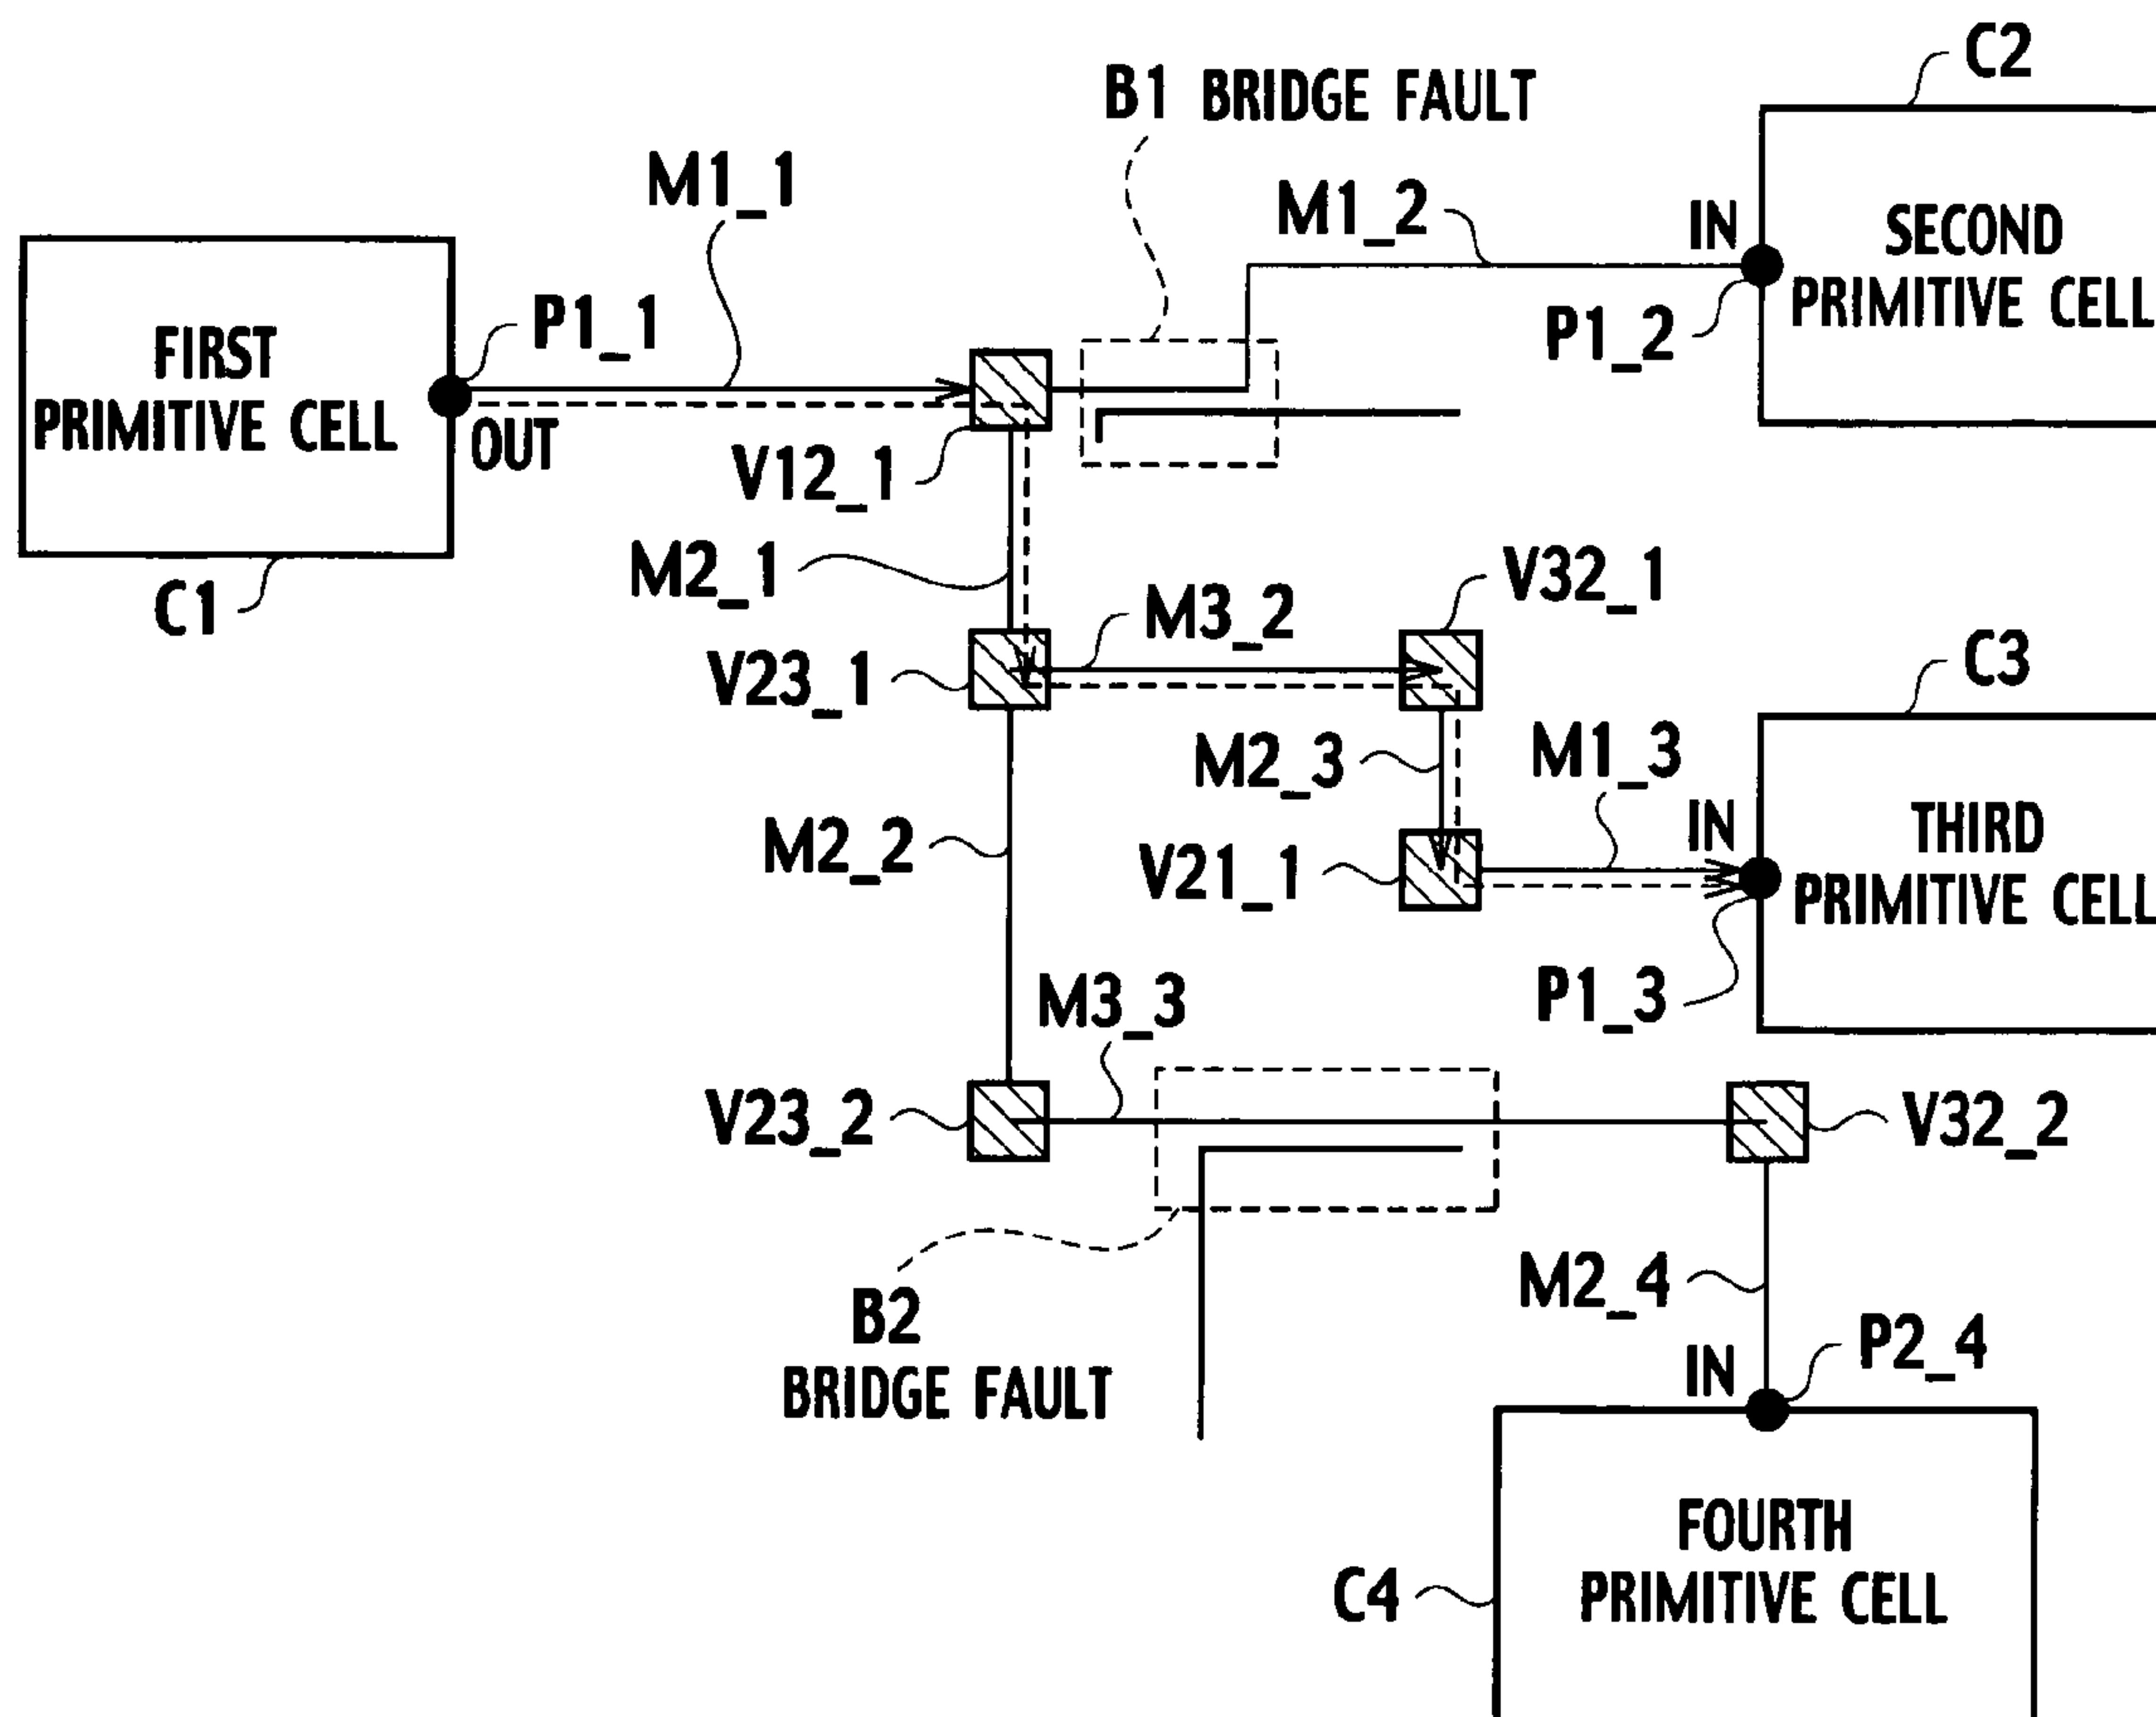 C2
B1 BRIDGE FAULT
M1_1
M1_2
IN
SECOND
PRIMITIVE CELL
P1_1
P1_2
FIRST
PRIMITIVE CELL
OUT
V12_1
M2_1
V32_1
C1
M3_2
V23_1
C3
M2_3
M1_3
IN
THIRD
PRIMITIVE CELL
M2_2
V21_1
P1_3
M3_3
V23_2
V32_2
M2_4
B2
BRIDGE FAULT
P2_4
IN
FOURTH
PRIMITIVE CELL
C4